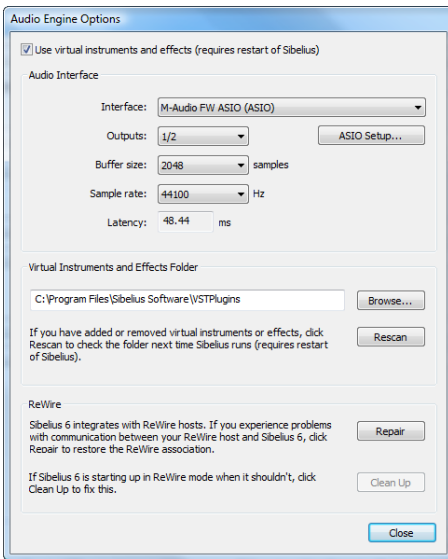 Audio Engine Options
Use virtual instruments and effects (requires restart of Sibelius)
Audio Interface
Interface: M-Audio FW ASIO (ASIO)
Outputs: 1/2 ASIO Setup...
Buffer size: 2048 samples
Sample rate: 44100 Hz
Latency: 48.44 ms
Virtual Instruments and Effects Folder
C:\Program Files\Sibelius Software\VSTPlugins Browse...
If you have added or removed virtual instruments or effects, click
Rescan to check the folder next time Sibelius runs (requires restart
of Sibelius).
Rescan
ReWire
Sibelius 6 integrates with ReWire hosts. If you experience problems
with communication between your ReWire host and Sibelius 6, click
Repair to restore the ReWire association.
Repair
If Sibelius 6 is starting up in ReWire mode when it shouldn't, click
Clean Up to fix this.
Clean Up
Close